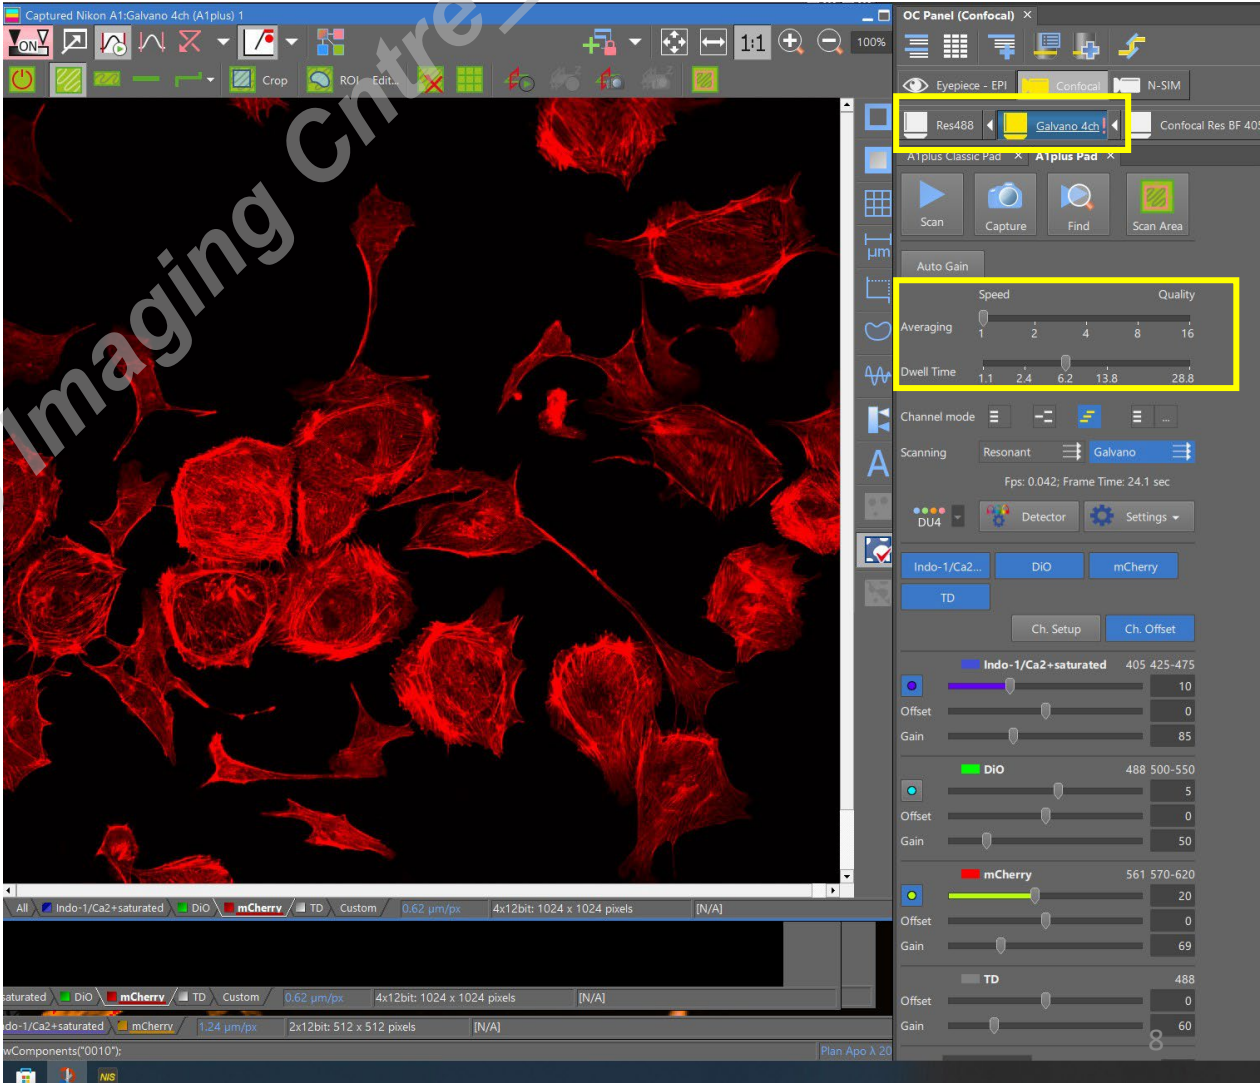 Captured Nikon A1:Galvano 4ch (A1plus) 1
OC Panel (Confocal) ×
ON
1:1
100%
Crop
ROI
Edit...
Eyepiece - EPI
Confocal
N-SIM
Res488
Galvano 4ch!
Confocal Res BF 405
A1plus Classic Pad ×
A1plus Pad ×
Scan
Capture
Find
Scan Area
µm
Auto Gain
Speed
Quality
Averaging
1 2 4 8 16
Dwell Time
1.1 2.4 6.2 13.8 28.8
Channel mode
...
A
Scanning
Resonant
Galvano
Fps: 0.042; Frame Time: 24.1 sec
DU4
Detector
Settings
Indo-1/Ca2...
DiO
mCherry
TD
Ch. Setup
Ch. Offset
Indo-1/Ca2+saturated 405 425-475
10
Offset 0
Gain 85
DiO 488 500-550
5
Offset 0
Gain 50
mCherry 561 570-620
20
Offset 0
Gain 69
TD 488
Offset 0
Gain 60
8
Imaging Cntre_
All Indo-1/Ca2+saturated DiO mCherry TD Custom 0.62 µm/px 4x12bit: 1024 x 1024 pixels [N/A]
saturated DiO mCherry TD Custom 0.62 µm/px 4x12bit: 1024 x 1024 pixels [N/A]
ndo-1/Ca2+saturated mCherry 1.24 µm/px 2x12bit: 512 x 512 pixels [N/A]
wComponents("0010");
Plan Apo λ 20
NIS